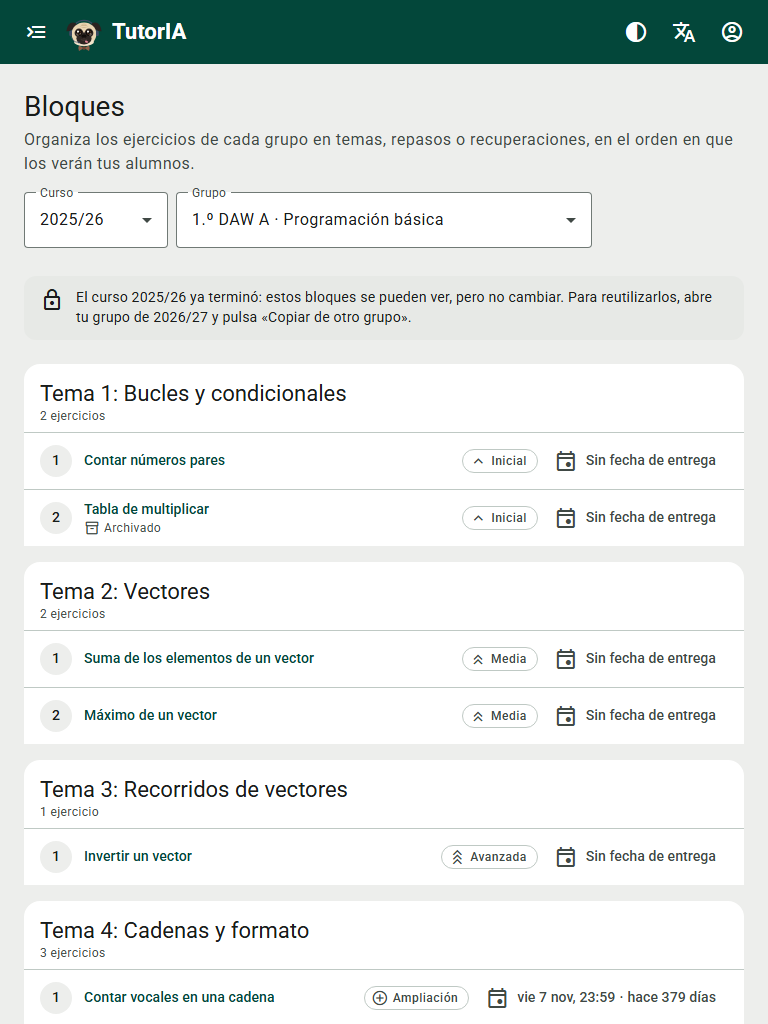 TutorIA
Bloques
Organiza los ejercicios de cada grupo en temas, repasos o recuperaciones, en el orden en que
los verán tus alumnos.
Curso
2025/26
Grupo
1.º DAW A · Programación básica
El curso 2025/26 ya terminó: estos bloques se pueden ver, pero no cambiar. Para reutilizarlos, abre
tu grupo de 2026/27 y pulsa «Copiar de otro grupo».
Tema 1: Bucles y condicionales
2 ejercicios
1 Contar números pares Inicial Sin fecha de entrega
2 Tabla de multiplicar Inicial Sin fecha de entrega
Archivado
Tema 2: Vectores
2 ejercicios
1 Suma de los elementos de un vector Media Sin fecha de entrega
2 Máximo de un vector Media Sin fecha de entrega
Tema 3: Recorridos de vectores
1 ejercicio
1 Invertir un vector Avanzada Sin fecha de entrega
Tema 4: Cadenas y formato
3 ejercicios
1 Contar vocales en una cadena Ampliación vie 7 nov, 23:59 · hace 379 días